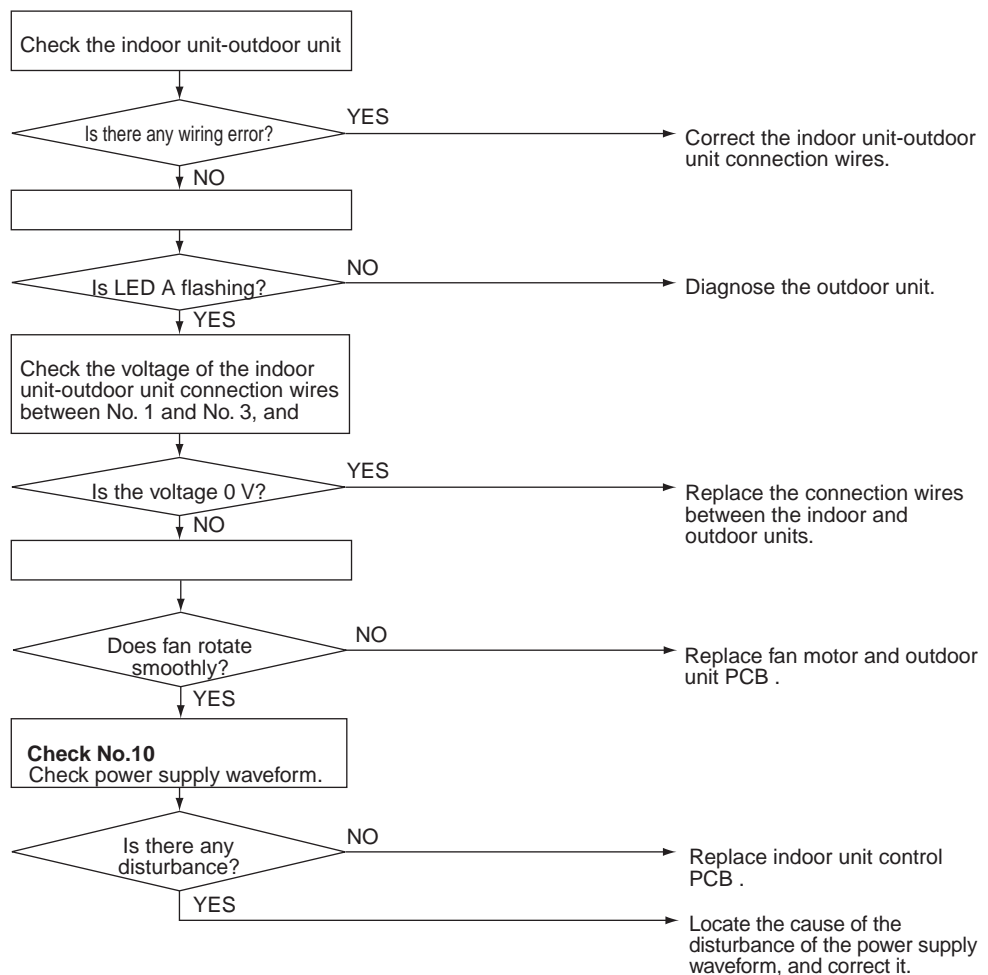 Check the indoor unit-outdoor unit
Is there any wiring error?
YES
Correct the indoor unit-outdoor
unit connection wires.
NO
Is LED A flashing?
NO
Diagnose the outdoor unit.
YES
Check the voltage of the indoor
unit-outdoor unit connection wires
between No. 1 and No. 3, and
Is the voltage 0 V?
YES
Replace the connection wires
between the indoor and
outdoor units.
NO
Does fan rotate
smoothly?
NO
Replace fan motor and outdoor
unit PCB .
YES
Check No.10
Check power supply waveform.
Is there any
disturbance?
NO
Replace indoor unit control
PCB .
YES
Locate the cause of the
disturbance of the power supply
waveform, and correct it.